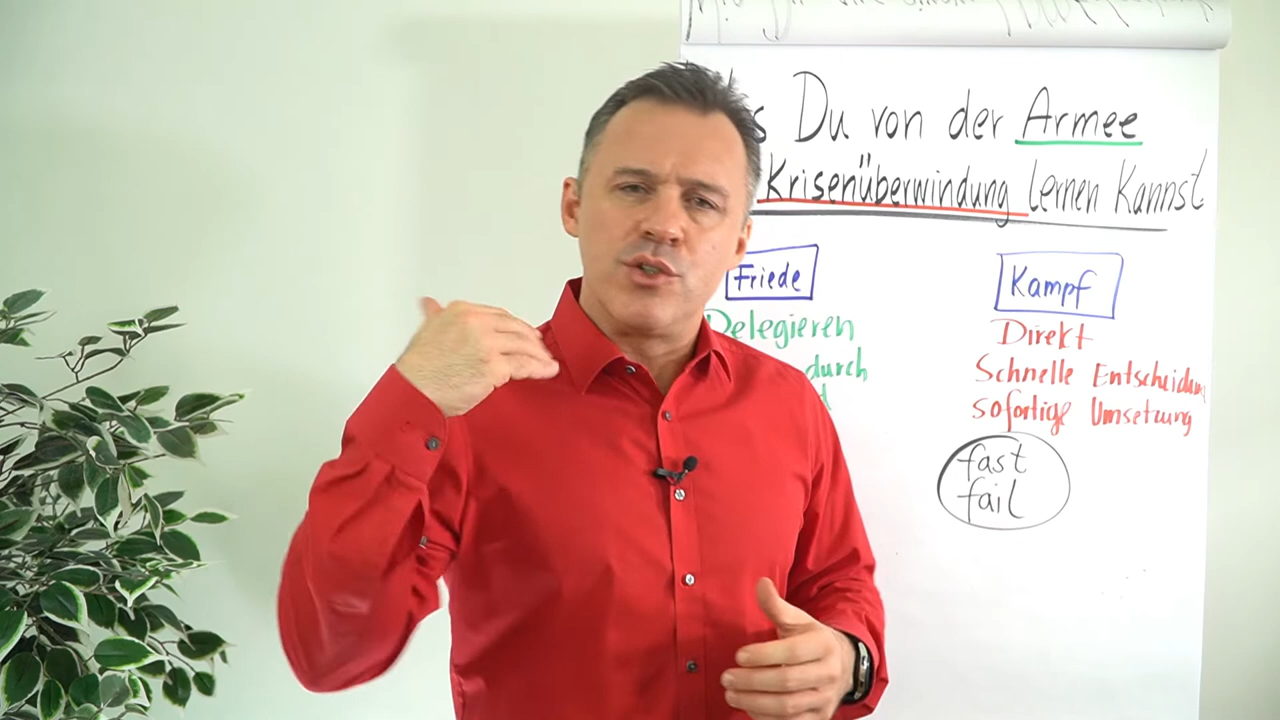 Du von der Armee
Krisenüberwindung lernen Kannst
Friede
Kampf
Delegieren
durch
Direkt
Schnelle Entscheidun
sofortige Umsetzung
fast
fail